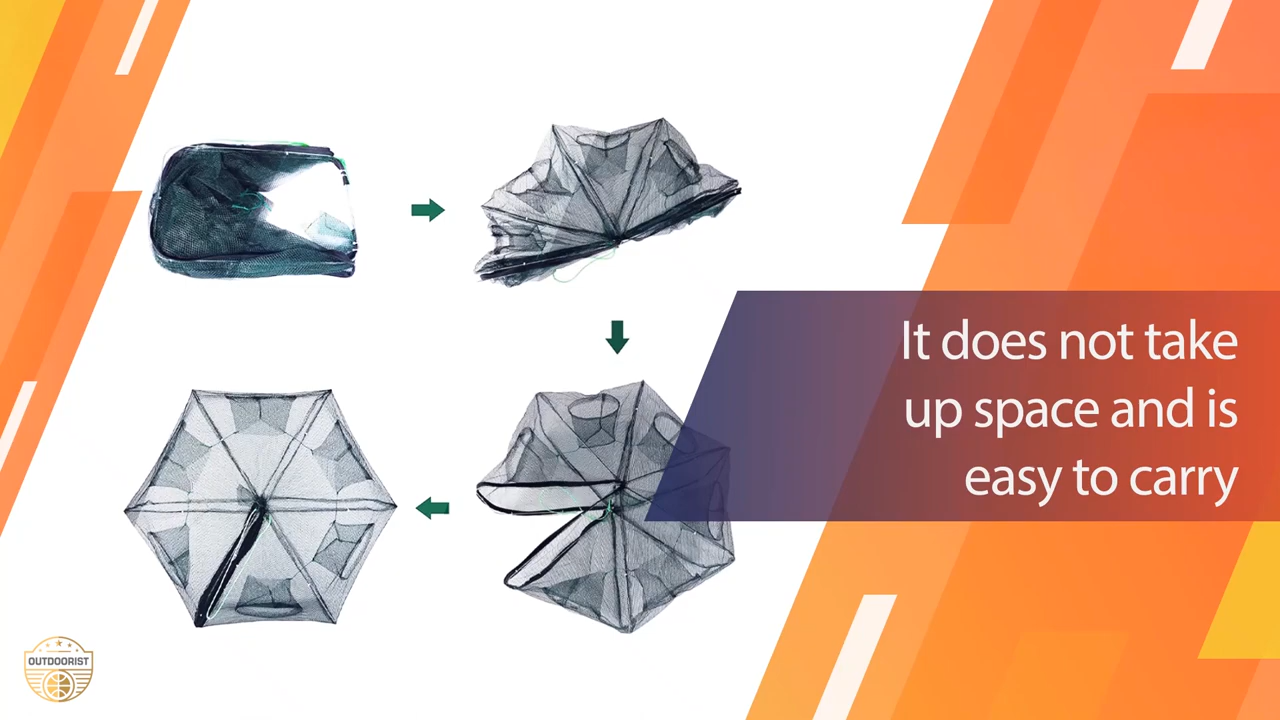 It does not take
up space and is
easy to carry
OUTDOORIST